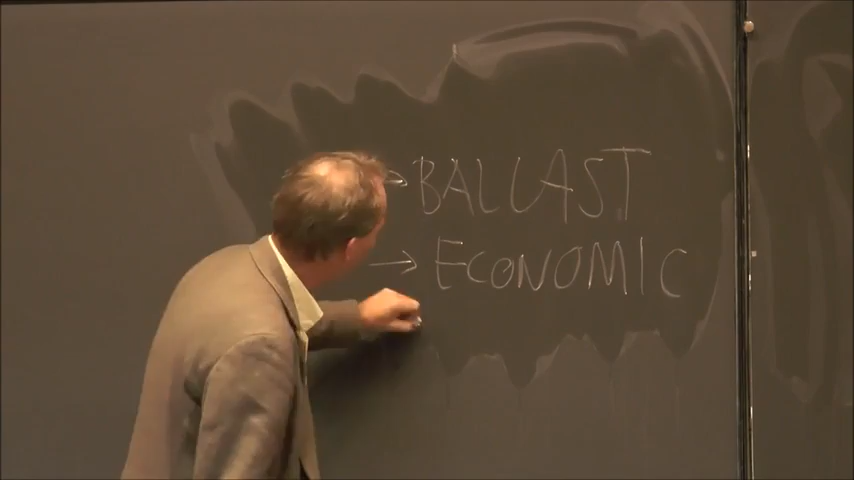 → BALLAST
→ ECONOMIC